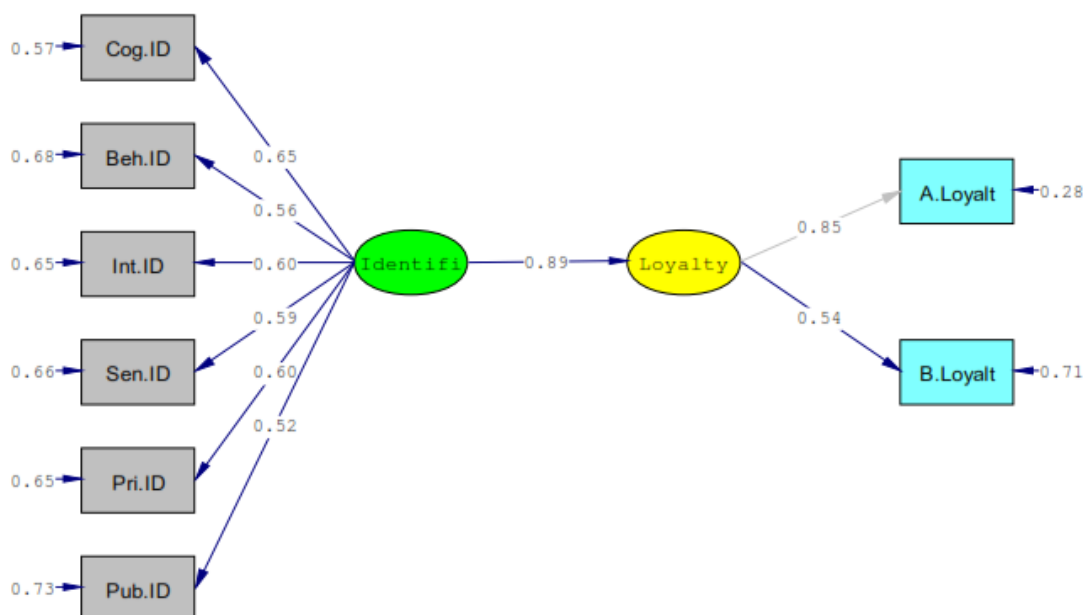 0.57 Cog.ID
0.65
0.68 Beh.ID
0.56
0.65 Int.ID
0.60
0.59
0.66 Sen.ID
0.60
0.52
0.65 Pri.ID
0.73 Pub.ID
Identifi
0.89
Loyalty
0.85
A.Loyalt 0.28
0.54
B.Loyalt 0.71